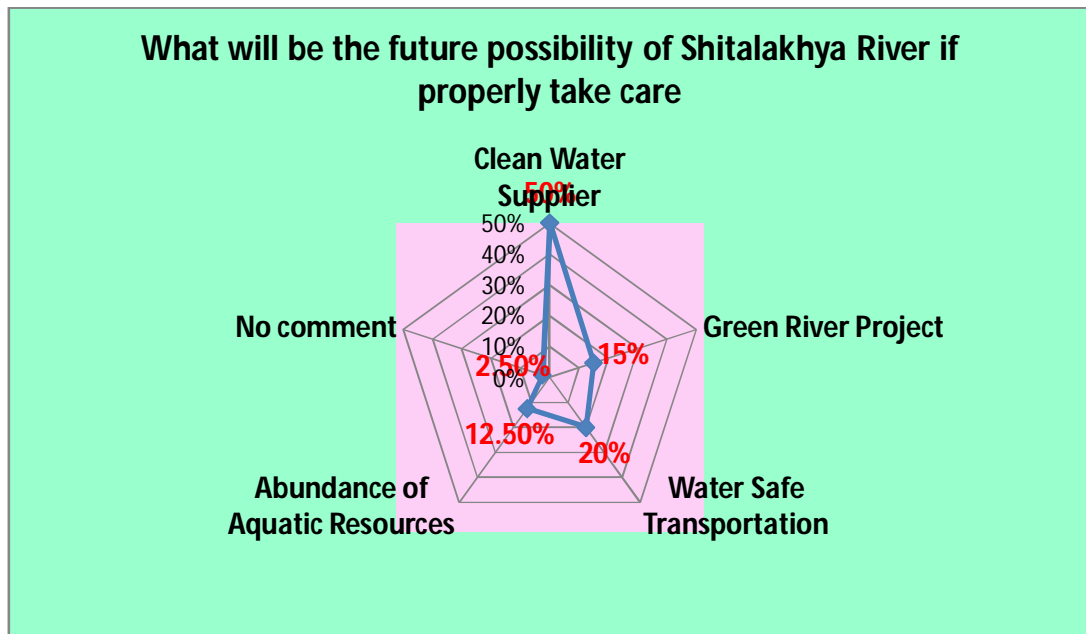 What will be the future possibility of Shitalakhya River if
properly take care
Clean Water
Supplier
50%
50%
40%
30%
20%
10%
0%
No comment
Green River Project
15%
2.50%
12.50%
20%
Abundance of
Aquatic Resources
Water Safe
Transportation